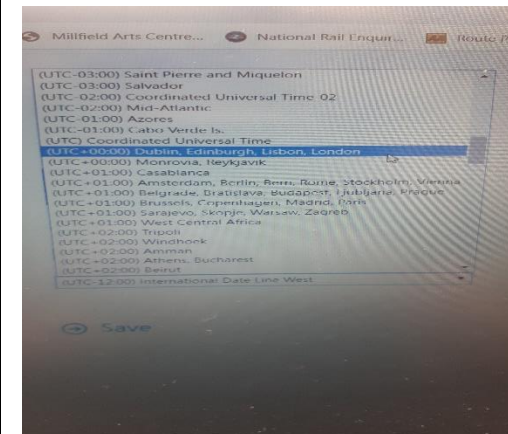 Millfield Arts Centre...
National Rail Enquir...
Route P
(UTC-03:00) Saint Pierre and Miquelon
(UTC-03:00) Salvador
(UTC-02:00) Coordinated Universal Time-02
(UTC-02:00) Mid-Atlantic
(UTC-01:00) Azores
(UTC-01:00) Cabo Verde Is.
(UTC) Coordinated Universal Time
(UTC+00:00) Dublin, Edinburgh, Lisbon, London
(UTC+00:00) Monrovia, Reykjavik
(UTC+01:00) Casablanca
(UTC+01:00) Amsterdam, Berlin, Bern, Rome, Stockholm, Vienna
(UTC+01:00) Belgrade, Bratislava, Budapest, Ljubljana, Prague
(UTC+01:00) Brussels, Copenhagen, Madrid, Paris
(UTC+01:00) Sarajevo, Skopje, Warsaw, Zagreb
(UTC+01:00) West Central Africa
(UTC+02:00) Tripoli
(UTC+02:00) Windhoek
(UTC+02:00) Amman
(UTC+02:00) Athens, Bucharest
(UTC+02:00) Beirut
(UTC-12:00) International Date Line West
Save